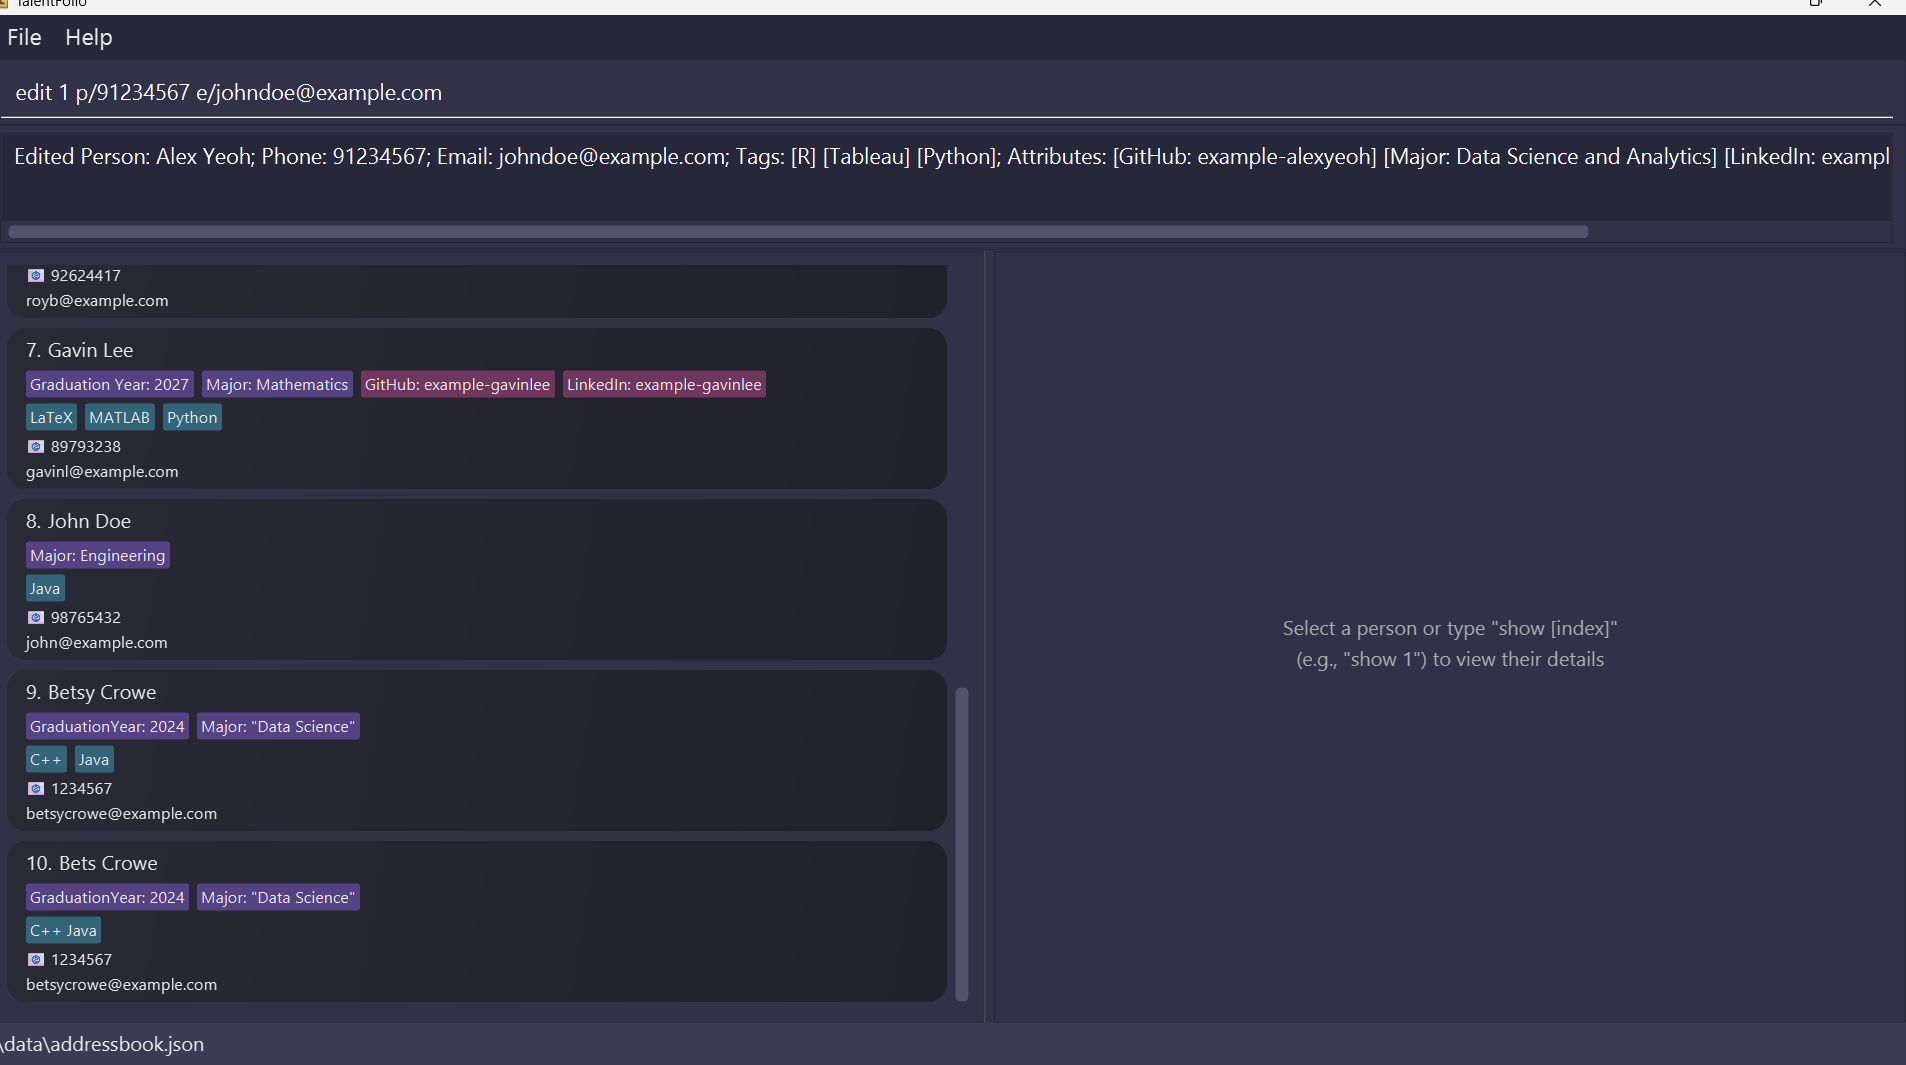 TalentFolio
File Help
edit 1 p/91234567 e/johndoe@example.com
Edited Person: Alex Yeoh; Phone: 91234567; Email: johndoe@example.com; Tags: [R] [Tableau] [Python]; Attributes: [GitHub: example-alexyeoh] [Major: Data Science and Analytics] [LinkedIn: exampl
92624417
royb@example.com
7. Gavin Lee
Graduation Year: 2027 Major: Mathematics GitHub: example-gavinlee LinkedIn: example-gavinlee
LaTeX MATLAB Python
89793238
gavinl@example.com
8. John Doe
Major: Engineering
Java
98765432
john@example.com
9. Betsy Crowe
GraduationYear: 2024 Major: "Data Science"
C++ Java
1234567
betsycrowe@example.com
10. Bets Crowe
GraduationYear: 2024 Major: "Data Science"
C++ Java
1234567
betsycrowe@example.com
Select a person or type "show [index]"
(e.g., "show 1") to view their details
\data\addressbook.json